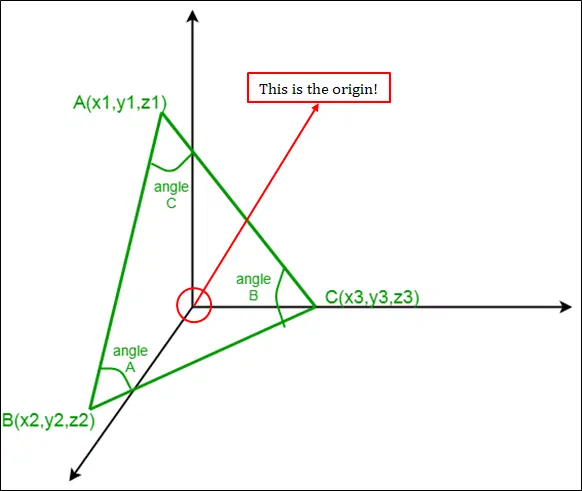 This is the origin!
A(x1,y1,z1)
angle
C
angle
B
C(x3,y3,z3)
angle
A
B(x2,y2,z2)